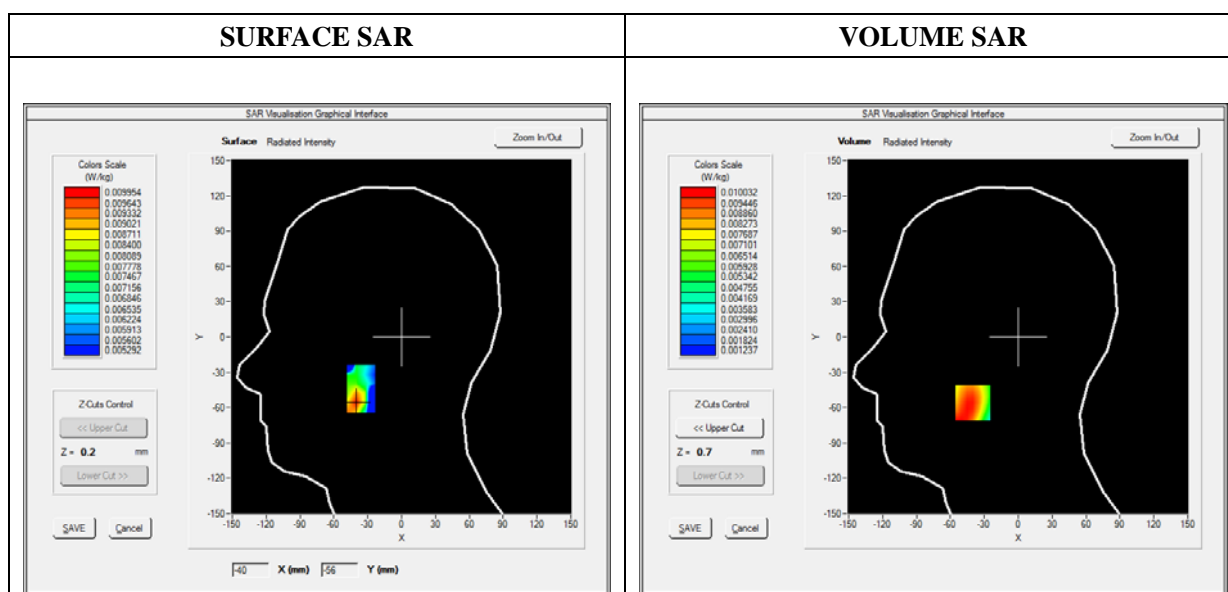 SURFACE SAR
VOLUME SAR
SAR Visualisation Graphical Interface
Surface Radiated Intensity
Zoom In/Out
Colors Scale
(W/kg)
0.009954
0.009643
0.009332
0.009021
0.008711
0.008400
0.008089
0.007778
0.007467
0.007156
0.006846
0.006535
0.006224
0.005913
0.005602
0.005292
Z-Cuts Control
<< Upper Cut
Z = 0.2 mm
Lower Cut >>
SAVE Cancel
150
120
90
60
30
0
-30
-60
-90
-120
-150
Y
-150 -120 -90 -60 -30 0 30 60 90 120 150
X
-40 X (mm) -56 Y (mm)
SAR Visualisation Graphical Interface
Volume Radiated Intensity
Zoom In/Out
Colors Scale
(W/kg)
0.010032
0.009446
0.008860
0.008273
0.007687
0.007101
0.006514
0.005928
0.005342
0.004755
0.004169
0.003583
0.002996
0.002410
0.001824
0.001237
Z-Cuts Control
<< Upper Cut
Z = 0.7 mm
Lower Cut >>
SAVE Cancel
150
120
90
60
30
0
-30
-60
-90
-120
-150
Y
-150 -120 -90 -60 -30 0 30 60 90 120 150
X